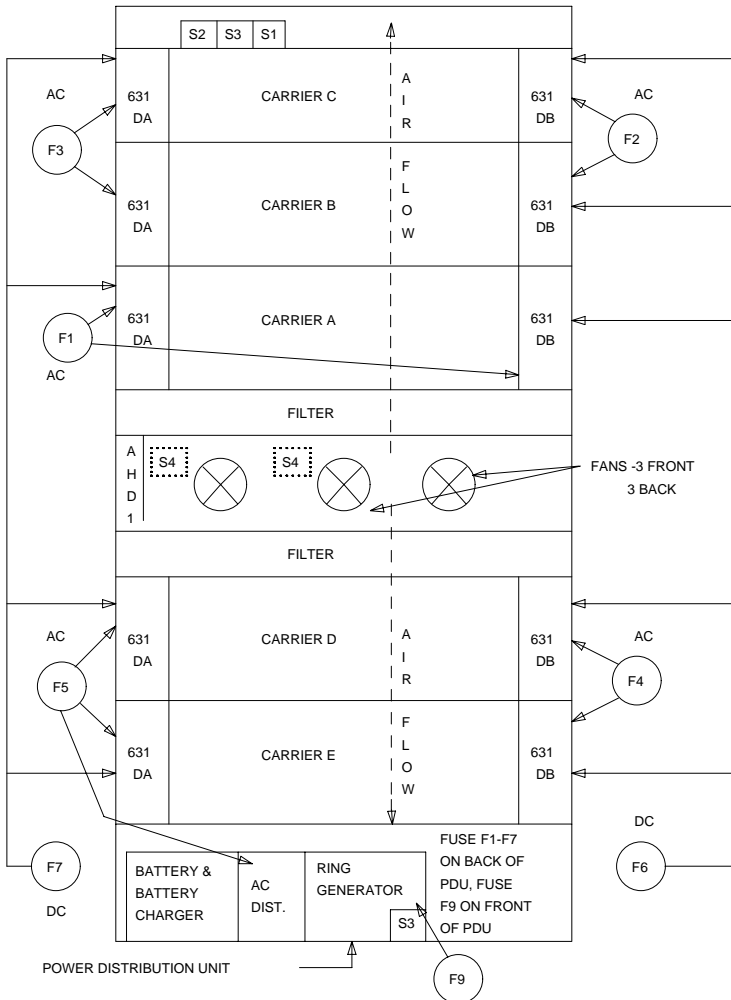 S2 S3 S1
AC
631
DA
CARRIER C
A
I
R
631
DB
AC
F3
F2
631
DA
CARRIER B
F
L
O
W
631
DB
631
DA
CARRIER A
631
DB
F1
AC
FILTER
A
H
D
1
S4
S4
FANS -3 FRONT
3 BACK
FILTER
AC
631
DA
CARRIER D
A
I
R
631
DB
AC
F5
F4
631
DA
CARRIER E
F
L
O
W
631
DB
F7
DC
DC
F6
BATTERY &
BATTERY
CHARGER
AC
DIST.
RING
GENERATOR
S3
FUSE F1-F7
ON BACK OF
PDU, FUSE
F9 ON FRONT
OF PDU
POWER DISTRIBUTION UNIT
F9